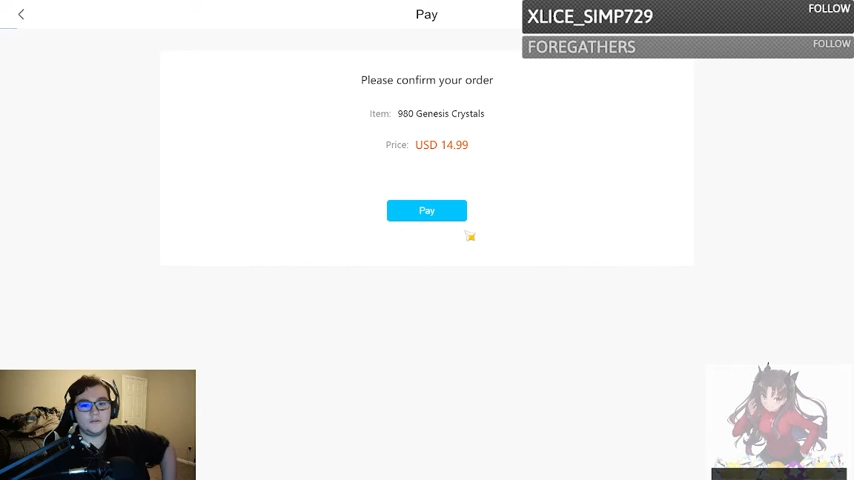 Pay
XLICE_SIMP729
FOLLOW
FOREGATHERS
FOLLOW
Please confirm your order
Item: 980 Genesis Crystals
Price: USD 14.99
Pay